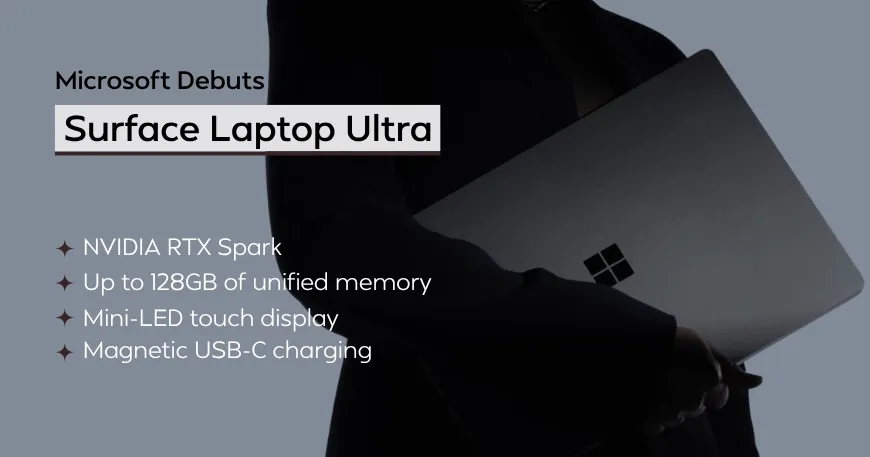 Microsoft Debuts
Surface Laptop Ultra
NVIDIA RTX Spark
Up to 128GB of unified memory
Mini-LED touch display
Magnetic USB-C charging